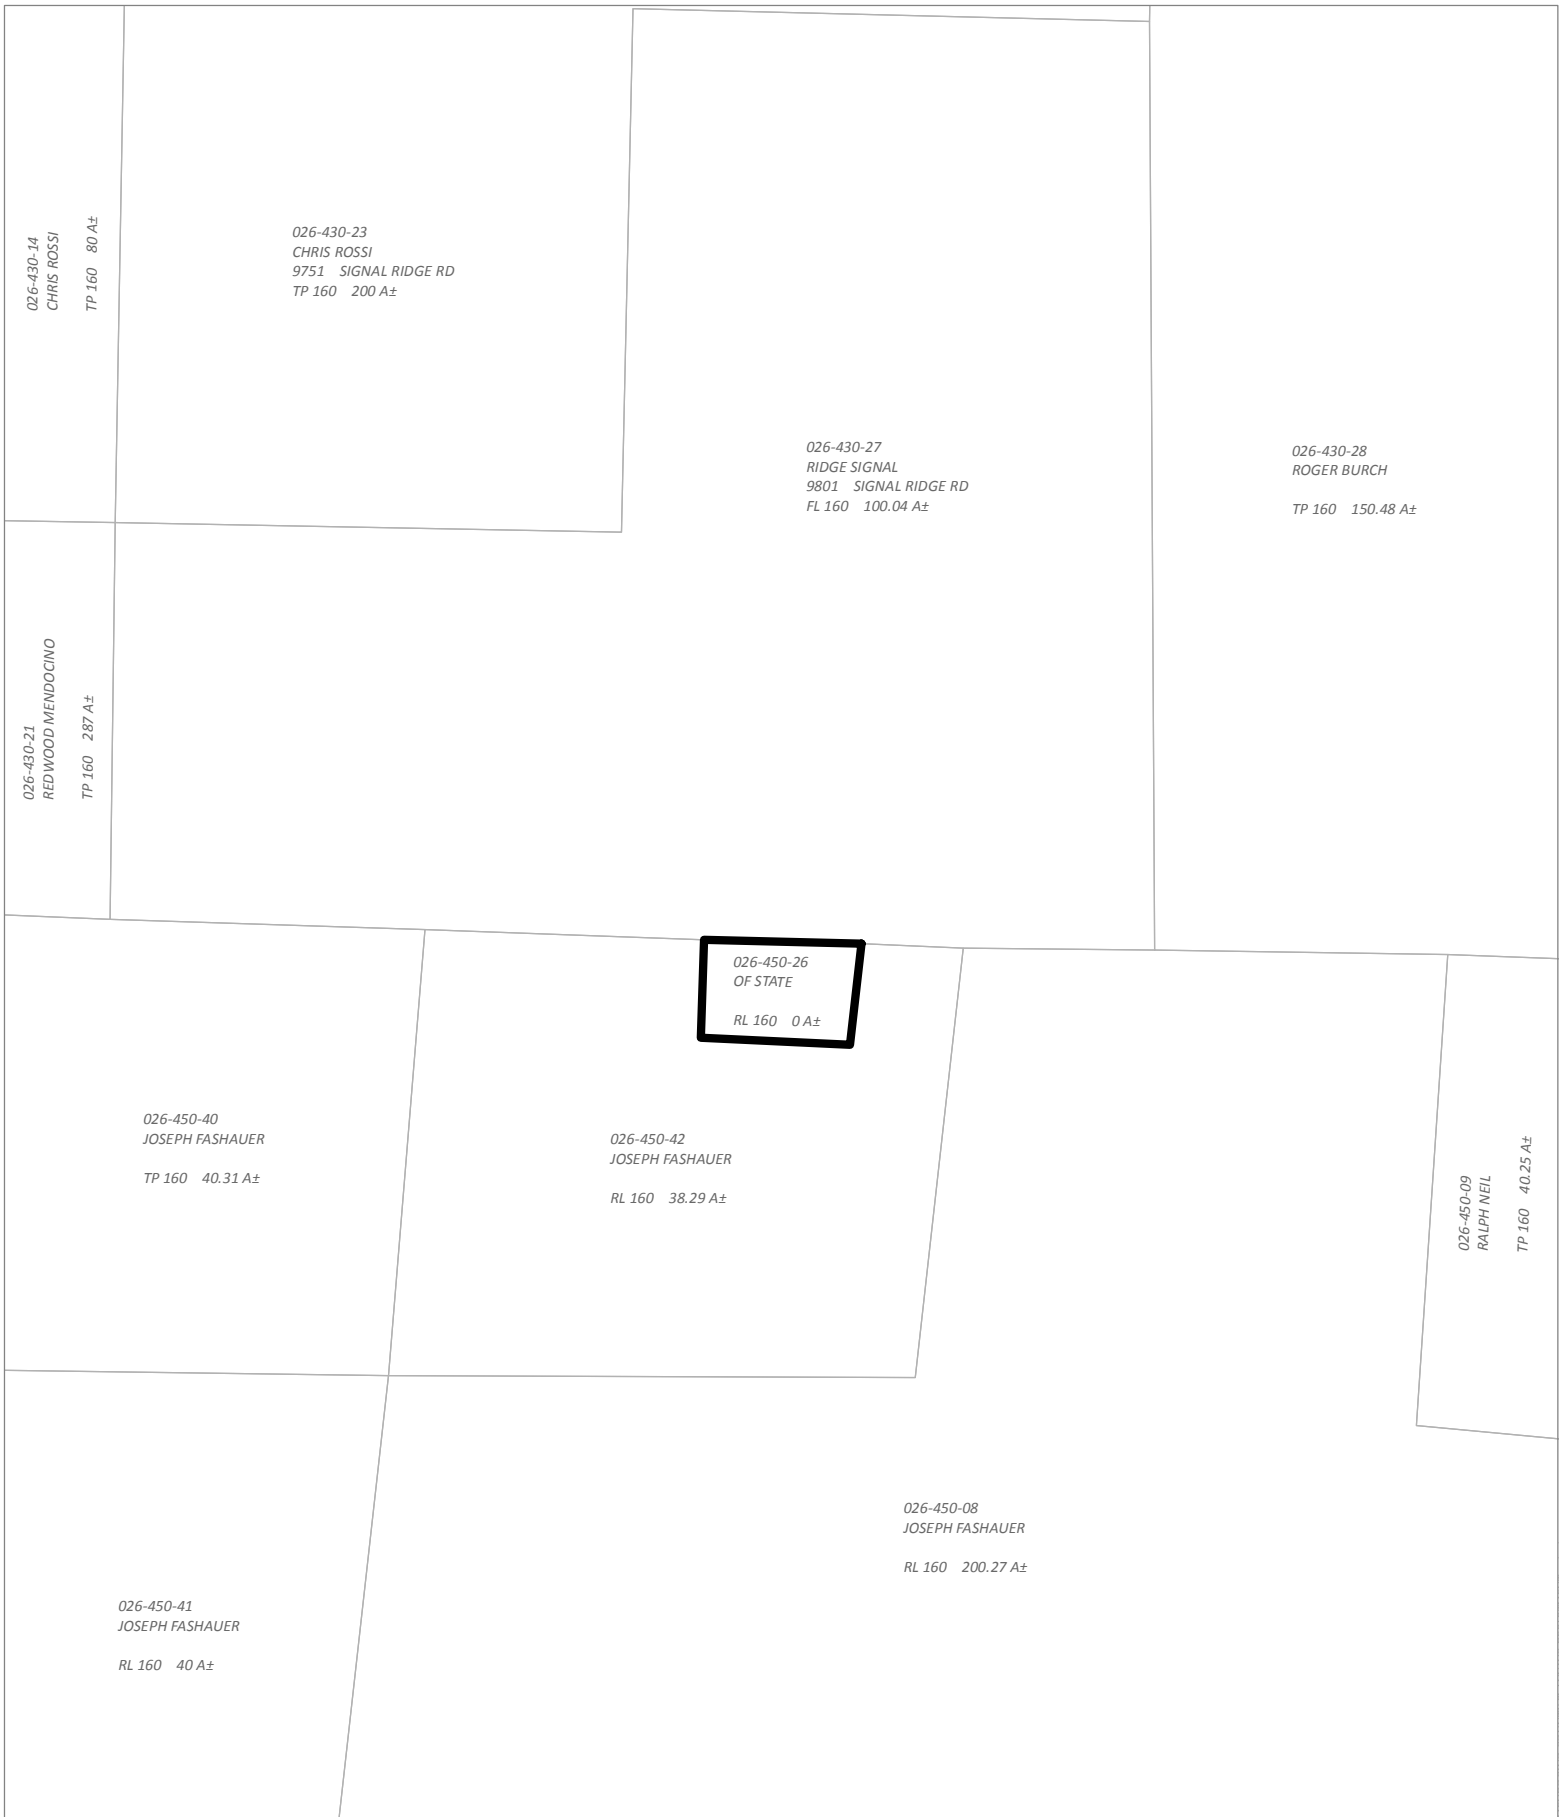 026-430-14
CHRIS ROSSI
TP 160 80 A±
026-430-23
CHRIS ROSSI
9751 SIGNAL RIDGE RD
TP 160 200 A±
026-430-27
RIDGE SIGNAL
9801 SIGNAL RIDGE RD
FL 160 100.04 A±
026-430-28
ROGER BURCH
TP 160 150.48 A±
026-430-21
REDWOOD MENDOCINO
TP 160 287 A±
026-450-26
OF STATE
RL 160 0 A±
026-450-40
JOSEPH FASHAUER
TP 160 40.31 A±
026-450-42
JOSEPH FASHAUER
RL 160 38.29 A±
026-450-09
RALPH NEIL
TP 160 40.25 A±
026-450-08
JOSEPH FASHAUER
RL 160 200.27 A±
026-450-41
JOSEPH FASHAUER
RL 160 40 A±